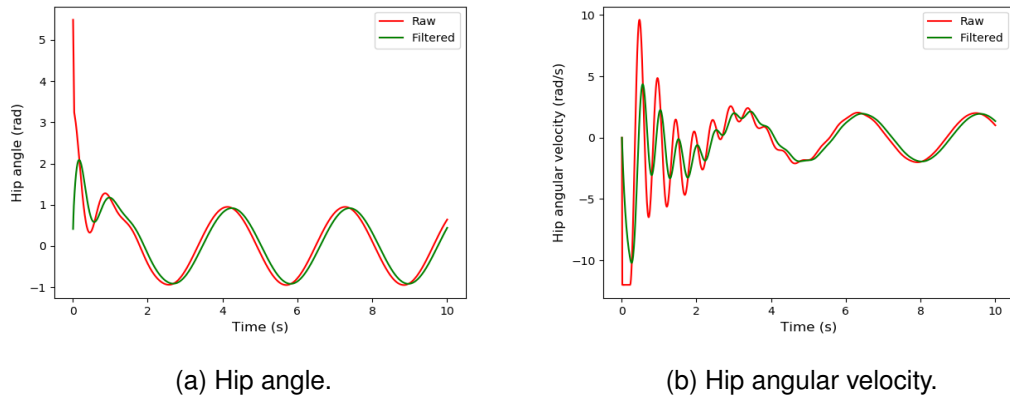 Raw
Filtered
5
4
3
2
1
0
−1
Hip angle (rad)
0
2
4
6
8
10
Time (s)
(a) Hip angle.
Raw
Filtered
10
5
0
−5
−10
Hip angular velocity (rad/s)
0
2
4
6
8
10
Time (s)
(b) Hip angular velocity.